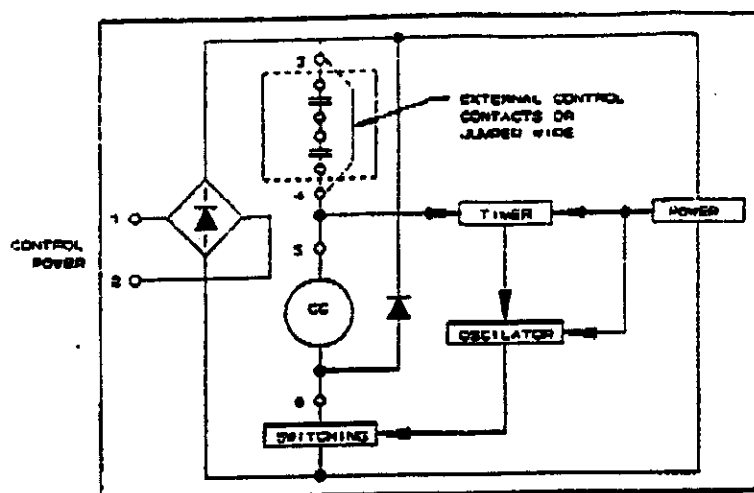 3
EXTERNAL CONTROL
CONTACTS OR
JUMPER WIRE
4
1
TIMER
POWER
CONTROL
POWER
5
2
CC
OSCILATOR
6
SWITCHING